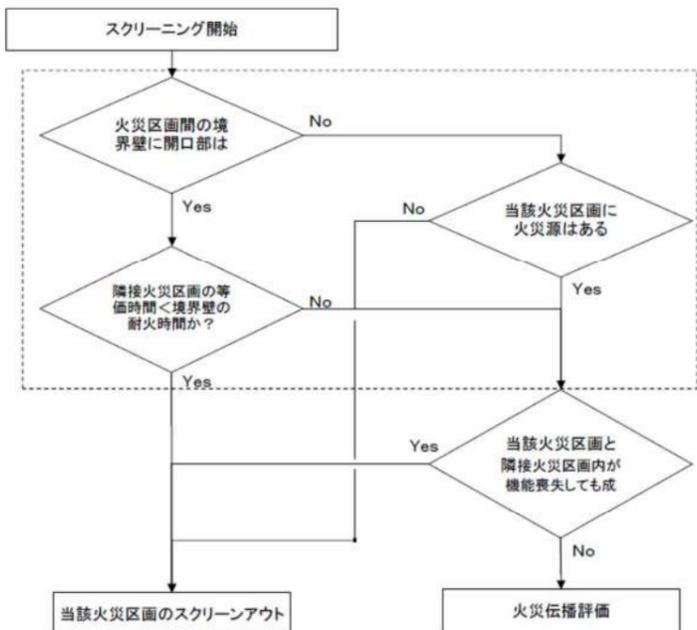 スクリーニング開始
火災区画間の境
界壁に開口部は
No
Yes
当該火災区画に
火災源はある
No
Yes
隣接火災区画の等
価時間<境界壁の
耐火時間か?
No
Yes
当該火災区画と
隣接火災区画内が
機能喪失しても成
Yes
No
当該火災区画のスクリーンアウト
火災伝播評価